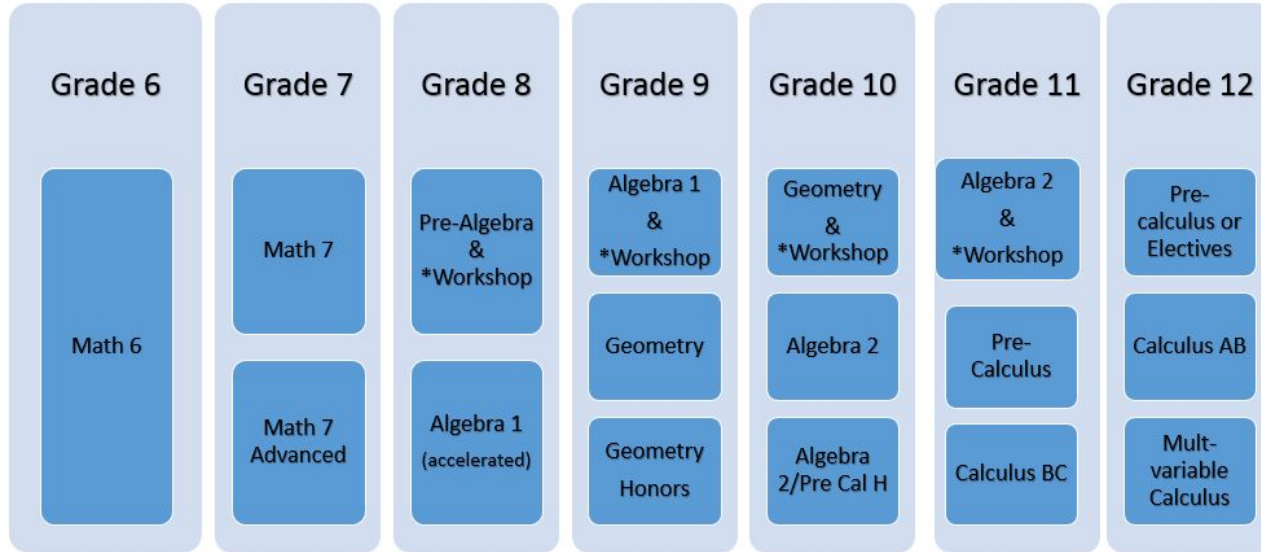 Grade 6
Math 6
Grade 7
Math 7
Math 7
Advanced
Grade 8
Pre-Algebra
&
*Workshop
Algebra 1
(accelerated)
Grade 9
Algebra 1
&
*Workshop
Geometry
Geometry
Honors
Grade 10
Geometry
&
*Workshop
Algebra 2
Algebra
2/Pre Cal H
Grade 11
Algebra 2
&
*Workshop
Pre-
Calculus
Calculus BC
Grade 12
Pre-
calculus or
Electives
Calculus AB
Mult-
variable
Calculus